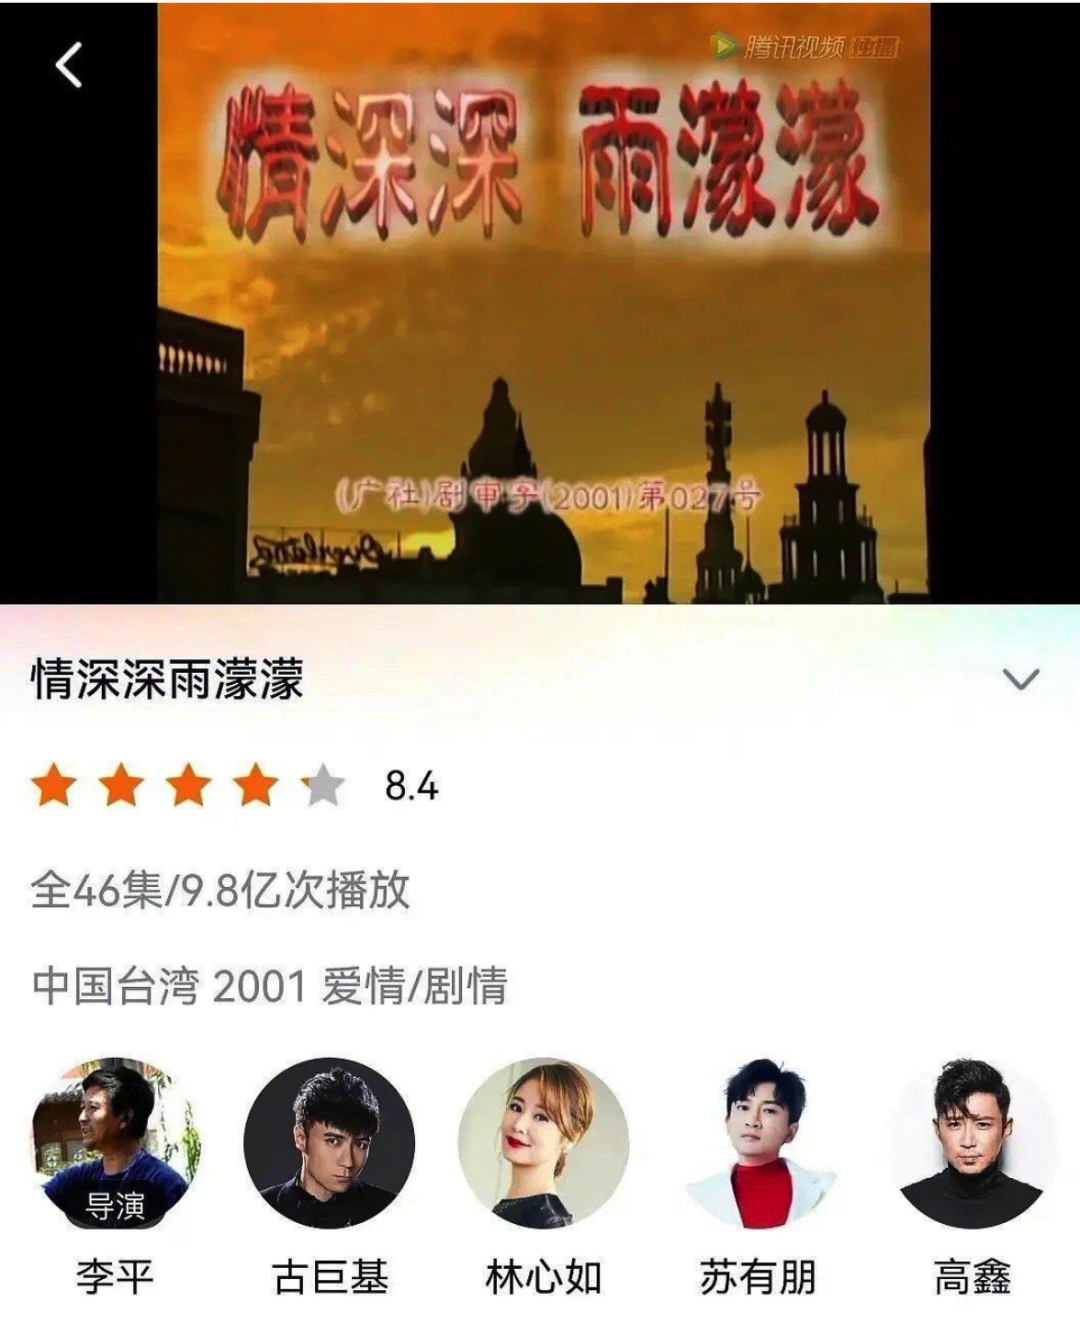 腾讯视频 独播
情深深 雨濛濛
(广社)剧审字(2001)第027号
情深深雨濛濛
8.4
全46集/9.8亿次播放
中国台湾 2001 爱情/剧情
导演
李平
古巨基
林心如
苏有朋
高鑫